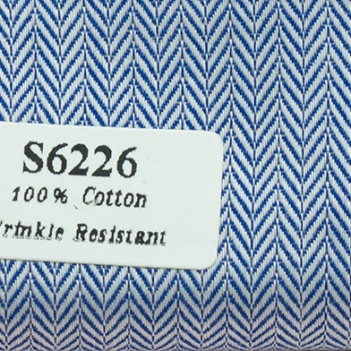 S6226
100% Cotton
rinkle Resistant